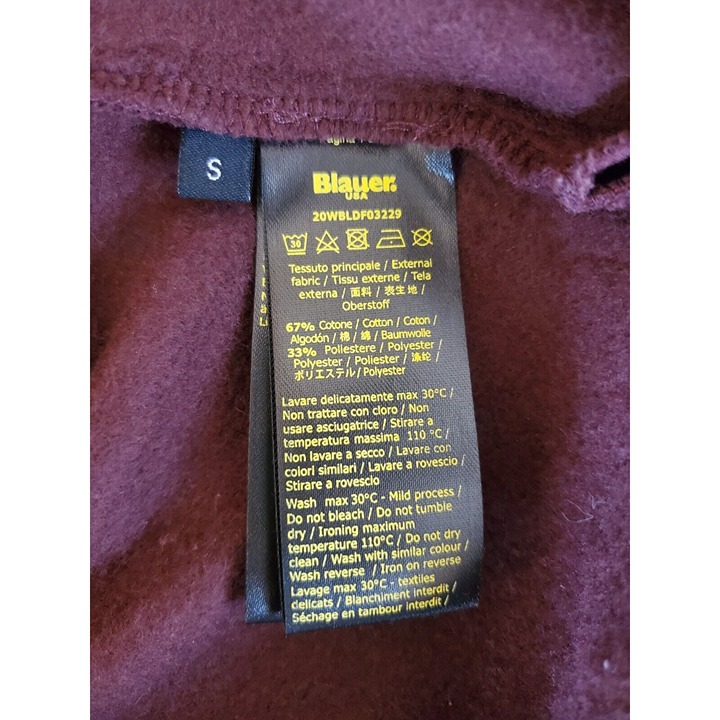 S
Blauer.
USA
20WBLDF03229
30
Tessuto principale / External
fabric / Tissu externe / Tela
externa / 面料 / 表生地 /
Oberstoff
67% Cotone / Cotton / Coton /
Algodón / 棉 / 綿 / Baumwolle
33% Poliestere / Polyester /
Polyester / Poliester / 涤纶 /
ポリエステル / Polyester
Lavare delicatamente max 30°C /
Non trattare con cloro / Non
usare asciugatrice / Stirare a
temperatura massima 110 °C /
Non lavare a secco / Lavare con
colori similari / Lavare a rovescio /
Stirare a rovescio
Wash max 30°C - Mild process /
Do not bleach / Do not tumble
dry / Ironing maximum
temperature 110°C / Do not dry
clean / Wash with similar colour /
Wash reverse / Iron on reverse
Lavage max 30°C - textiles
delicats / Blanchiment interdit /
Séchage en tambour interdit /